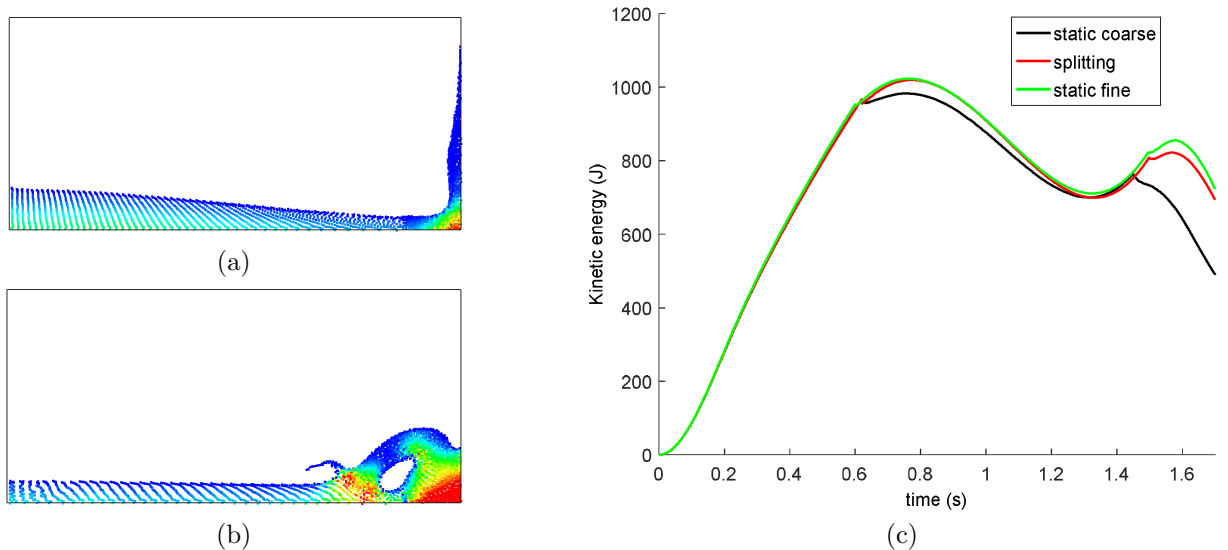 (a)
(b)
1200
1000
800
600
400
200
0
Kinetic energy (J)
static coarse
splitting
static fine
0 0.2 0.4 0.6 0.8 1 1.2 1.4 1.6
time (s)
(c)